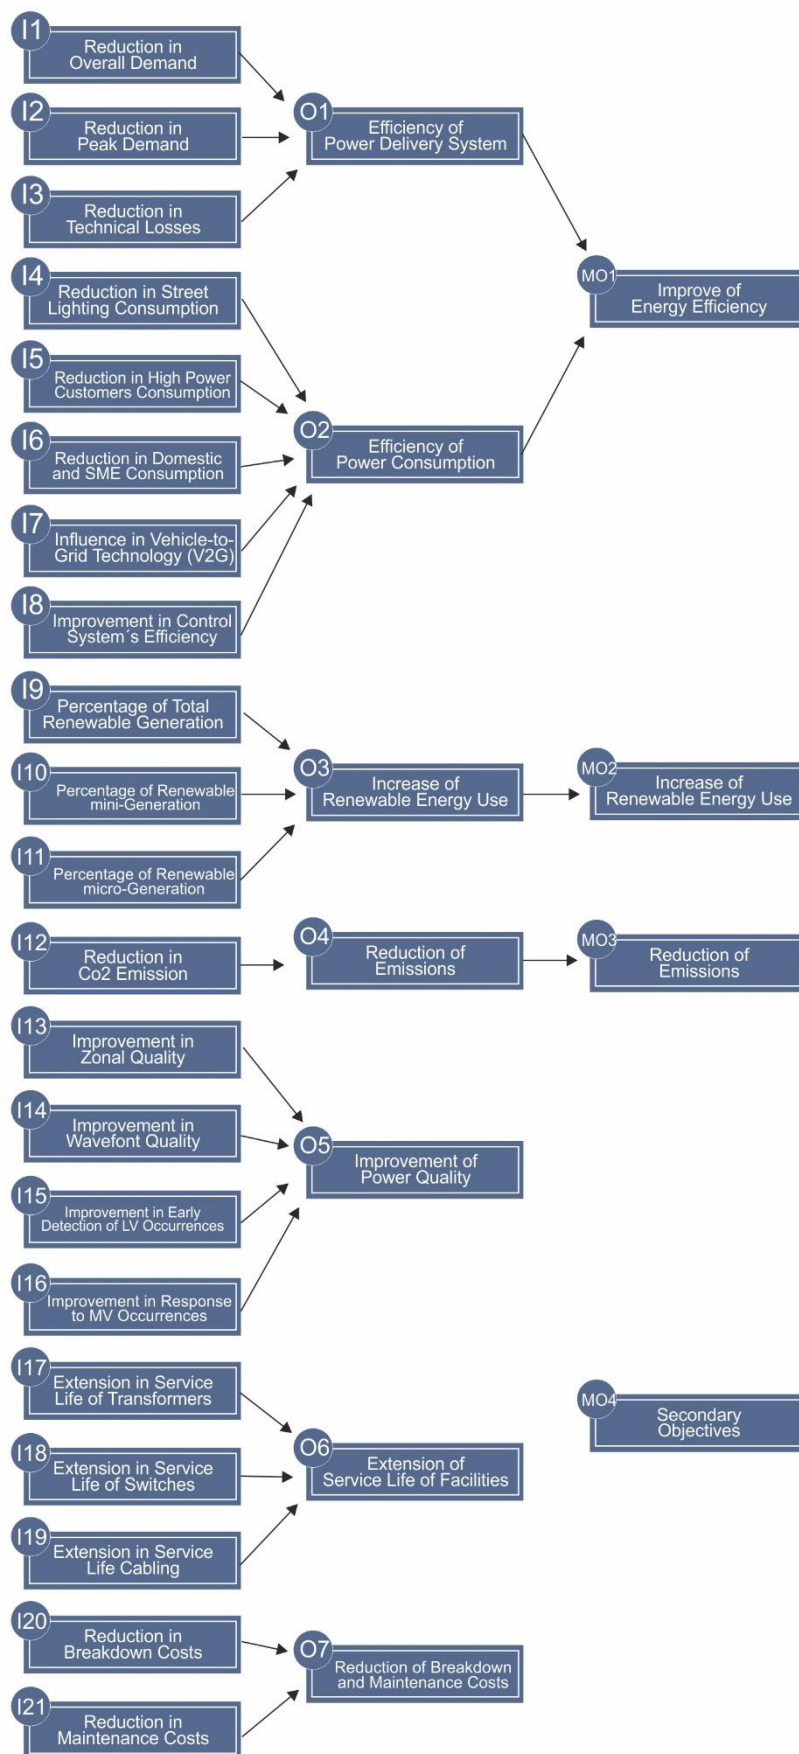 I1
Reduction in
Overall Demand
I2
Reduction in
Peak Demand
I3
Reduction in
Technical Losses
I4
Reduction in Street
Lighting Consumption
I5
Reduction in High Power
Customers Consumption
I6
Reduction in Domestic
and SME Consumption
I7
Influence in Vehicle-to-
Grid Technology (V2G)
I8
Improvement in Control
System´s Efficiency
I9
Percentage of Total
Renewable Generation
I10
Percentage of Renewable
mini-Generation
I11
Percentage of Renewable
micro-Generation
I12
Reduction in
Co2 Emission
I13
Improvement in
Zonal Quality
I14
Improvement in
Wavefont Quality
I15
Improvement in Early
Detection of LV Occurrences
I16
Improvement in Response
to MV Occurrences
I17
Extension in Service
Life of Transformers
I18
Extension in Service
Life of Switches
I19
Extension in Service
Life Cabling
I20
Reduction in
Breakdown Costs
I21
Reduction in
Maintenance Costs
O1
Efficiency of
Power Delivery System
O2
Efficiency of
Power Consumption
O3
Increase of
Renewable Energy Use
O4
Reduction of
Emissions
O5
Improvement of
Power Quality
O6
Extension of
Service Life of Facilities
O7
Reduction of Breakdown
and Maintenance Costs
MO1
Improve of
Energy Efficiency
MO2
Increase of
Renewable Energy Use
MO3
Reduction of
Emissions
MO4
Secondary
Objectives